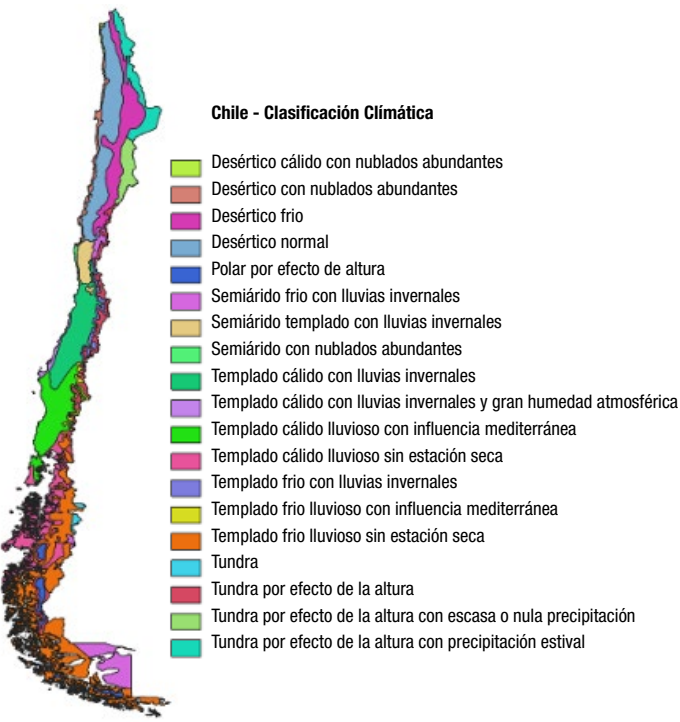 Chile - Clasificación Clímática
Desértico cálido con nublados abundantes
Desértico con nublados abundantes
Desértico frio
Desértico normal
Polar por efecto de altura
Semiárido frio con lluvias invernales
Semiárido templado con lluvias invernales
Semiárido con nublados abundantes
Templado cálido con lluvias invernales
Templado cálido con lluvias invernales y gran humedad atmosférica
Templado cálido lluvioso con influencia mediterránea
Templado cálido lluvioso sin estación seca
Templado frio con lluvias invernales
Templado frio lluvioso con influencia mediterránea
Templado frio lluvioso sin estación seca
Tundra
Tundra por efecto de la altura
Tundra por efecto de la altura con escasa o nula precipitación
Tundra por efecto de la altura con precipitación estival